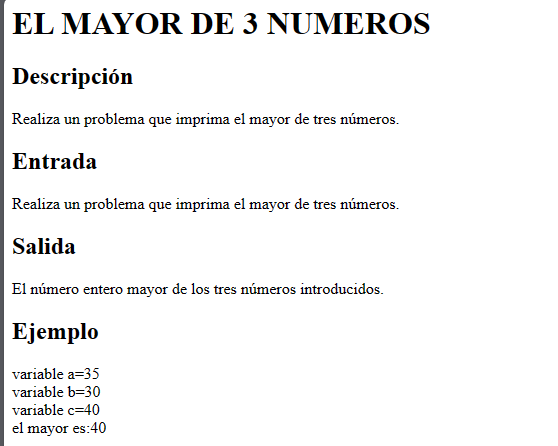 EL MAYOR DE 3 NUMEROS
Descripción
Realiza un problema que imprima el mayor de tres números.
Entrada
Realiza un problema que imprima el mayor de tres números.
Salida
El número entero mayor de los tres números introducidos.
Ejemplo
variable a=35
variable b=30
variable c=40
el mayor es:40